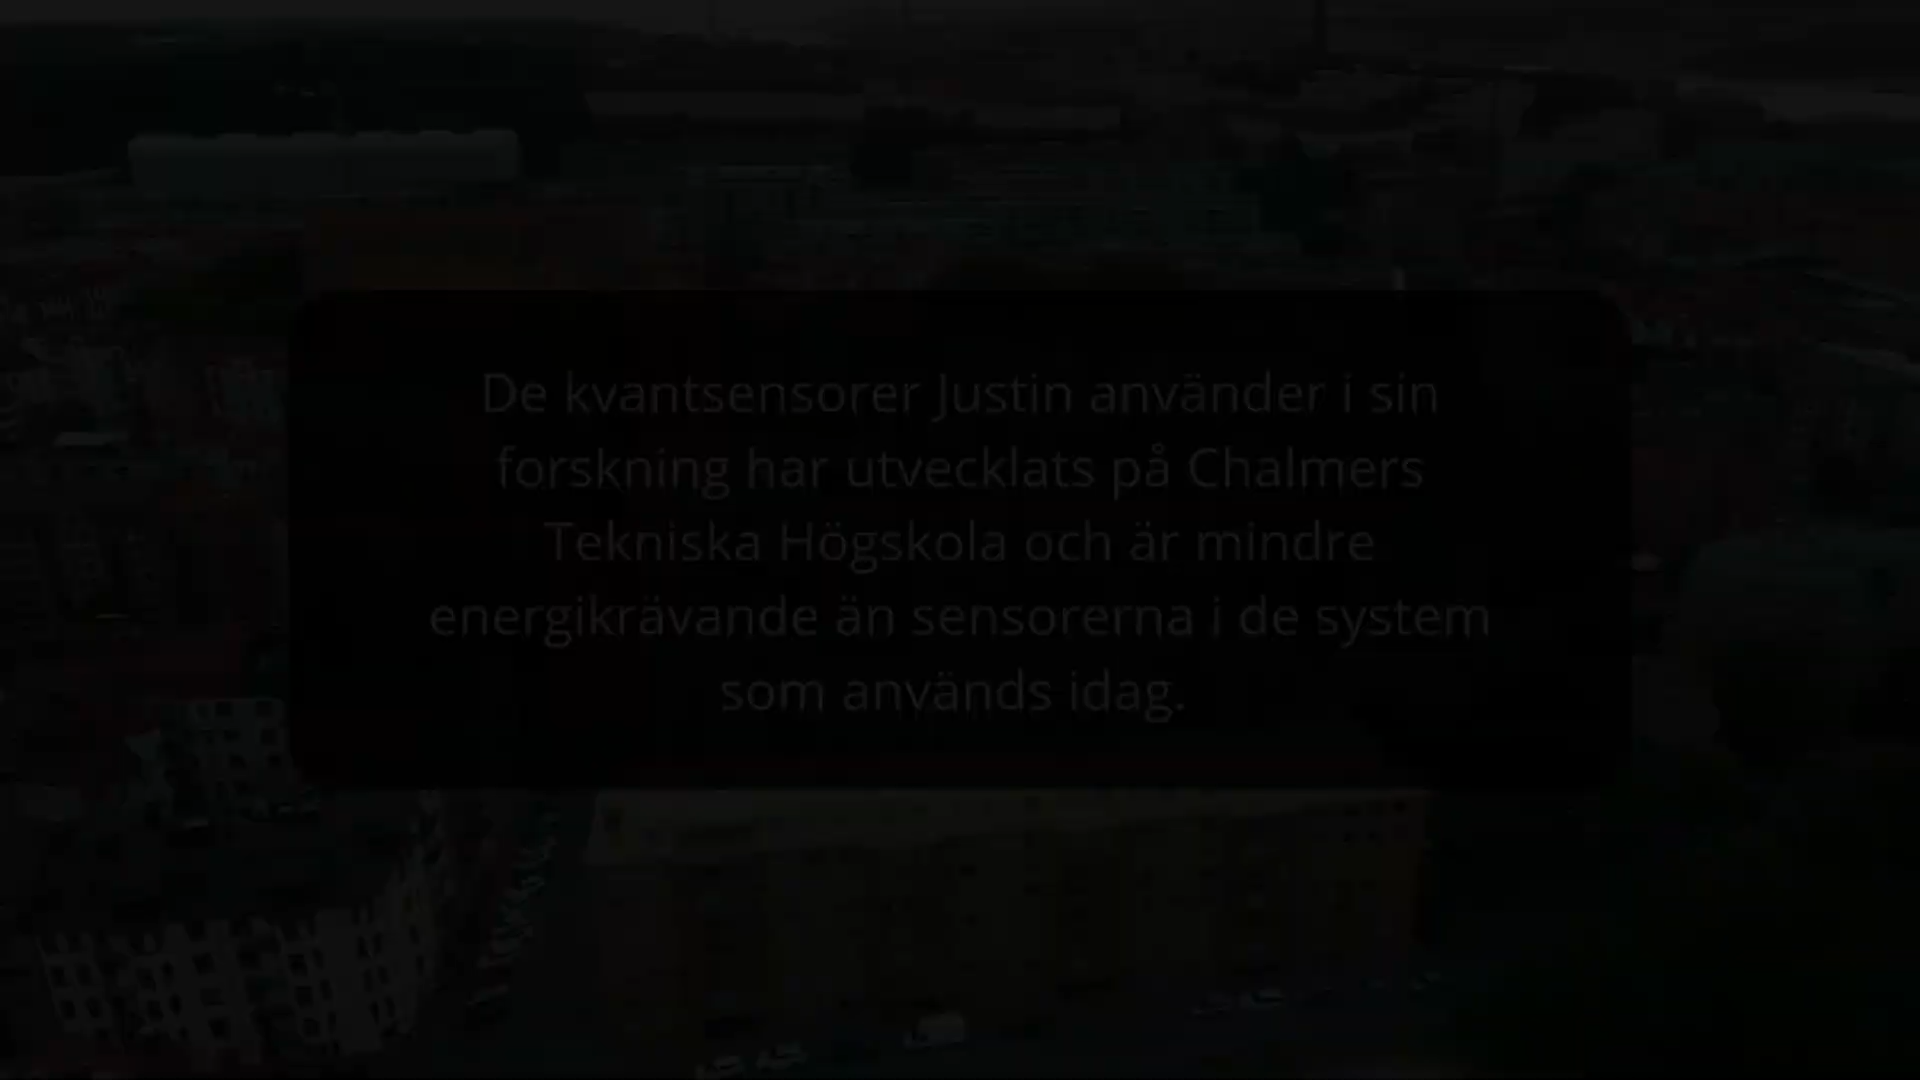 De kvantsensorer Justin använder i sin
forskning har utvecklats på Chalmers
Tekniska Högskola och är mindre
energikrävande än sensorerna i de system
som används idag.